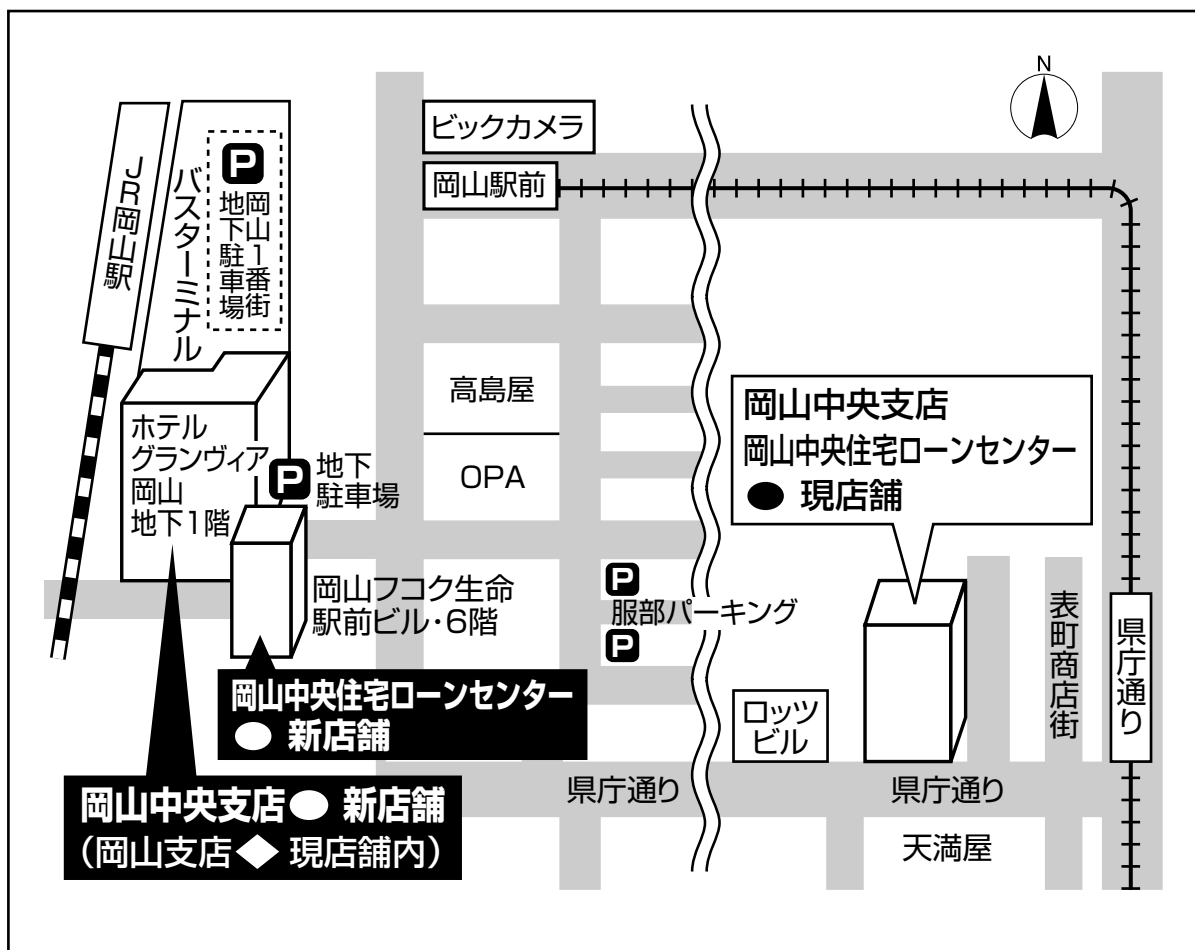 N
ビックカメラ
岡山駅前
JR岡山駅
バスターミナル
P
岡山1番街
地下駐車場
高島屋
OPA
ホテル
グランヴィア
岡山
地下1階
P
地下
駐車場
岡山フコク生命
駅前ビル・6階
岡山中央住宅ローンセンター
● 新店舗
岡山中央支店● 新店舗
(岡山支店◆ 現店舗内)
P
服部パーキング
P
岡山中央支店
岡山中央住宅ローンセンター
● 現店舗
ロッツ
ビル
表町商店街
県庁通り
県庁通り
県庁通り
天満屋